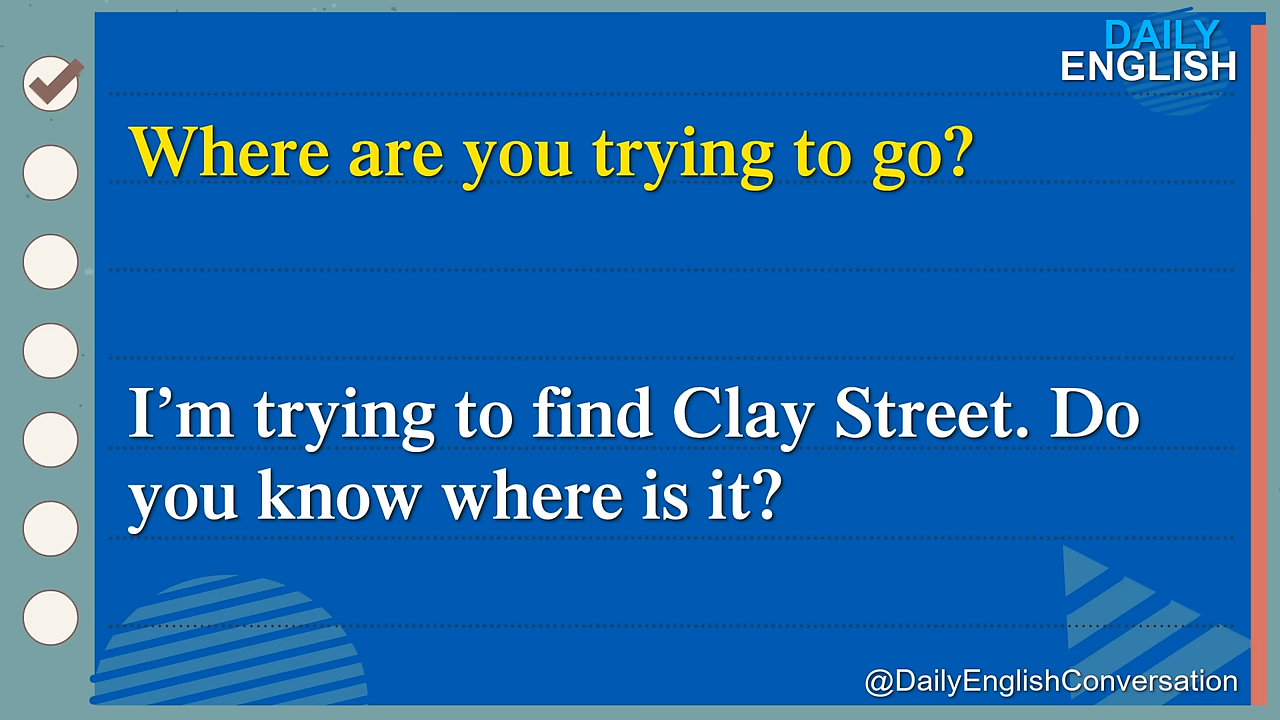 DAILY
ENGLISH
Where are you trying to go?
I’m trying to find Clay Street. Do
you know where is it?
@DailyEnglishConversation